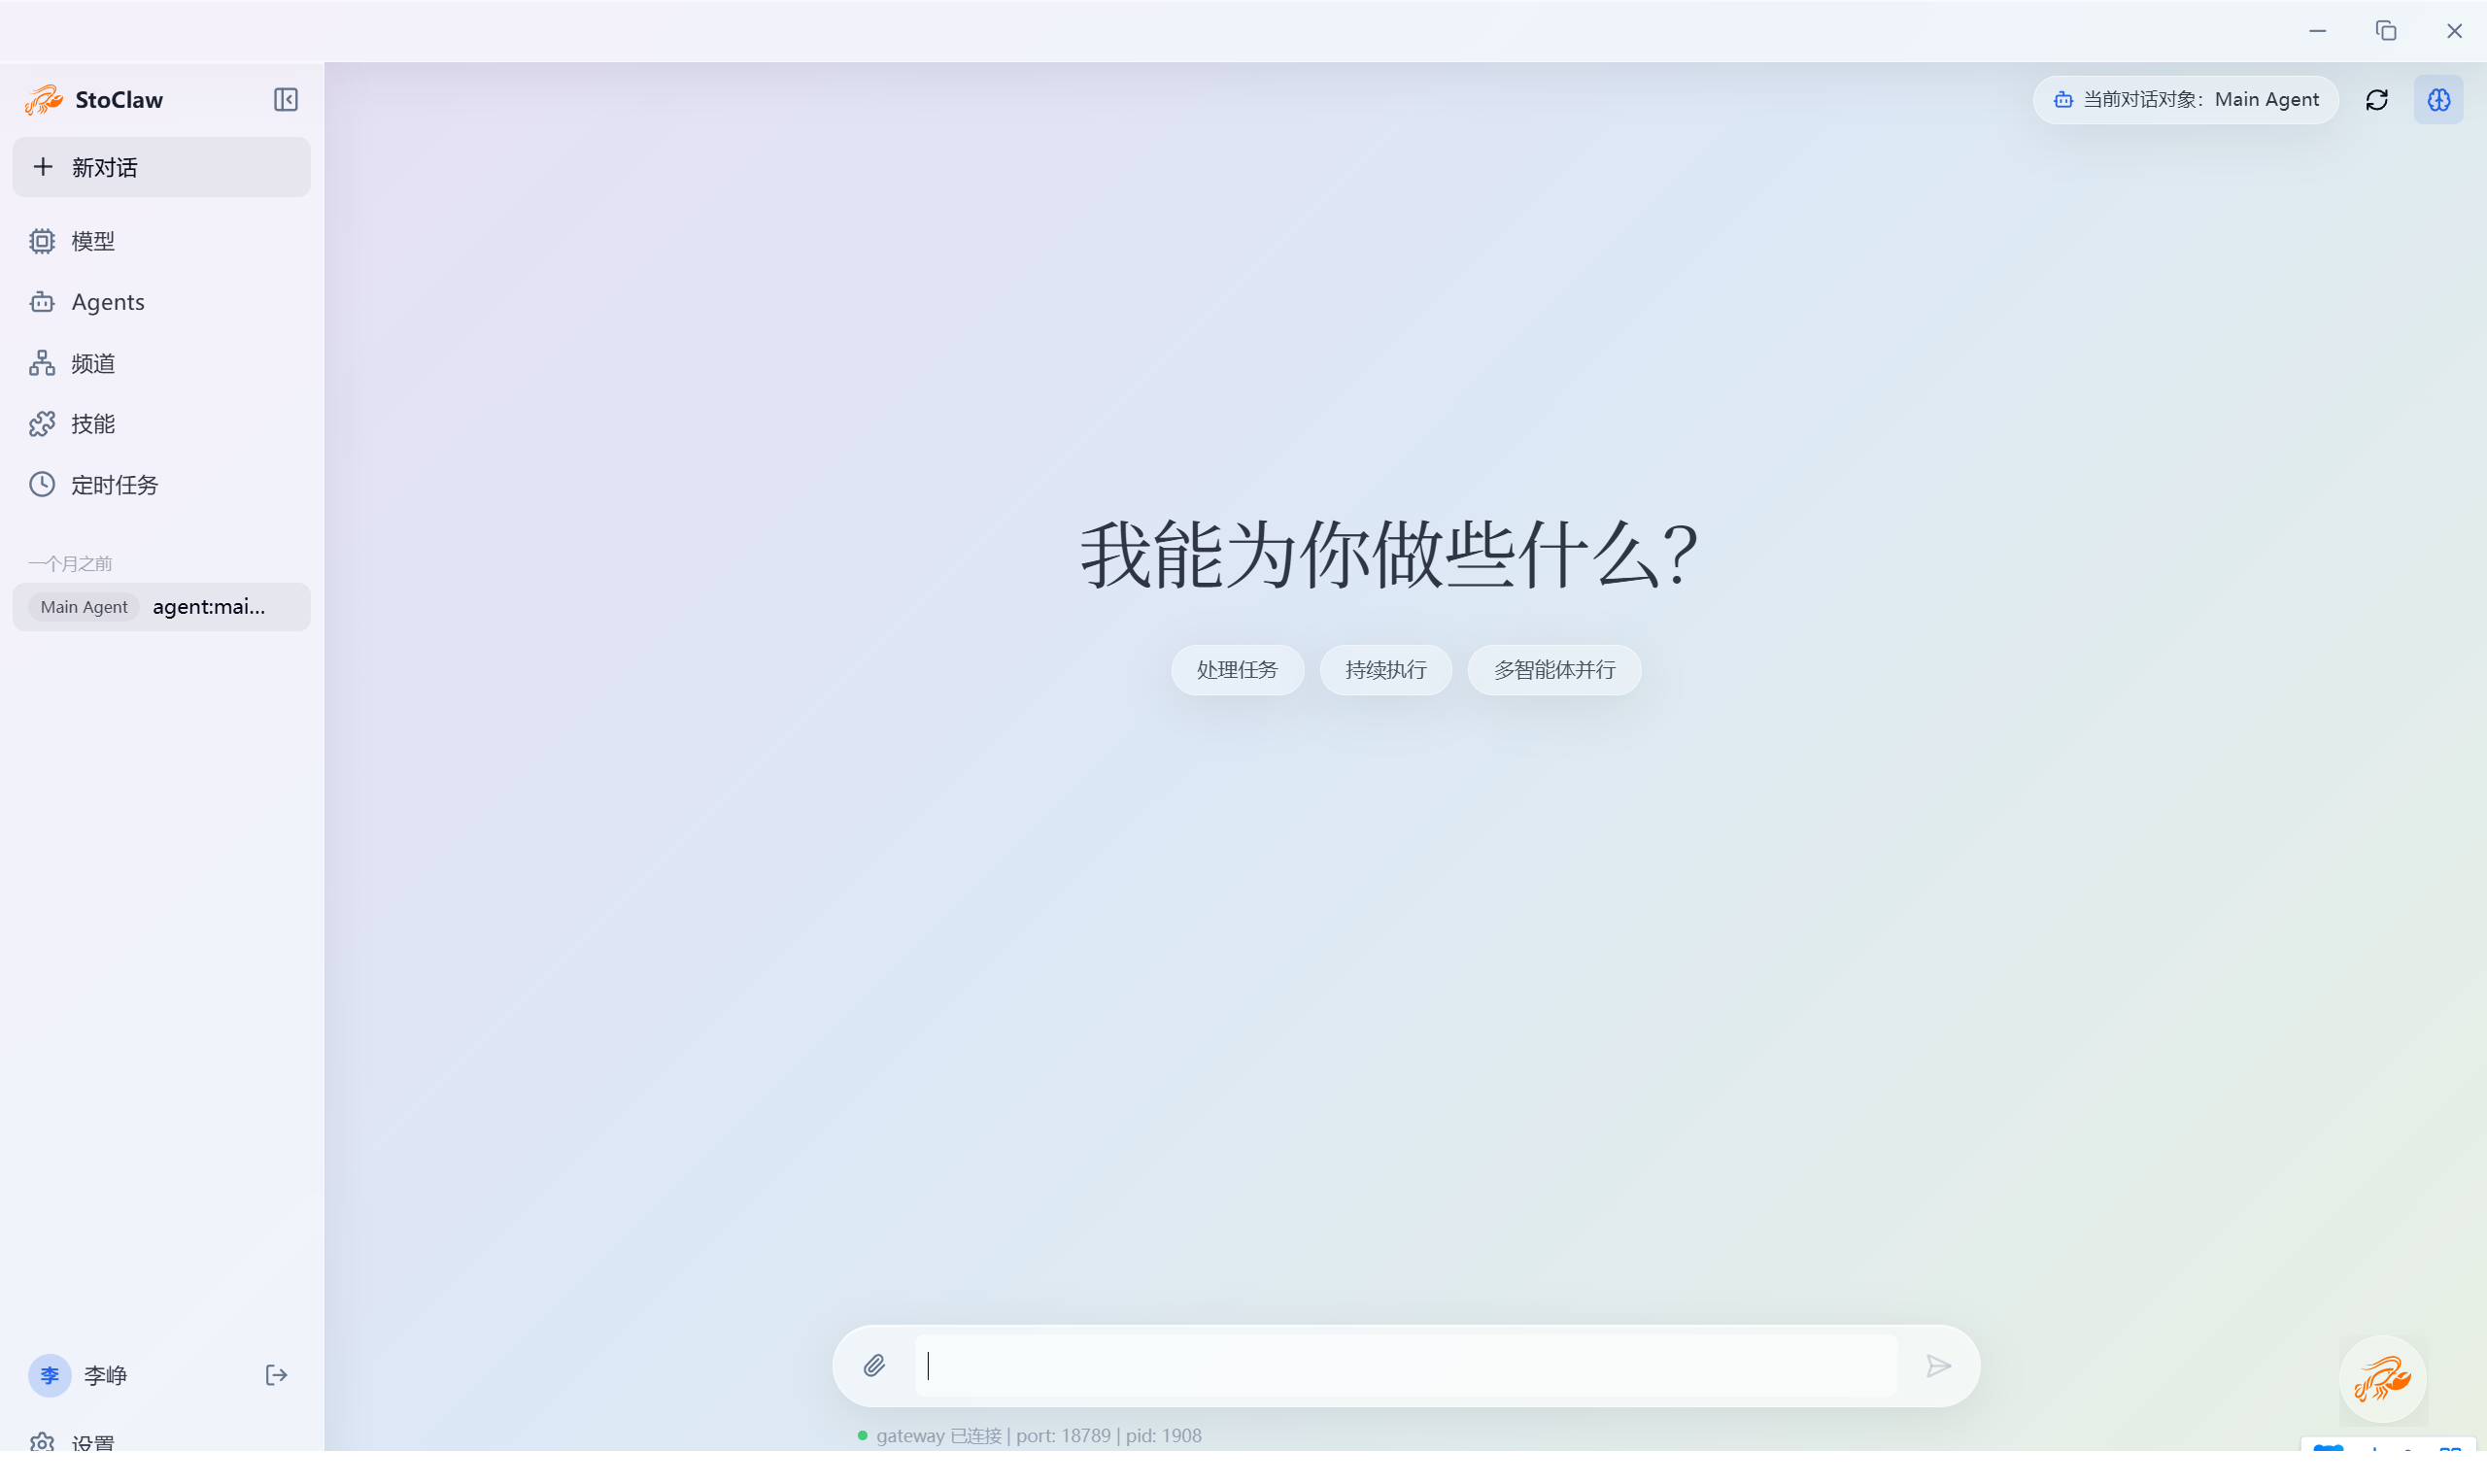 StoClaw
新对话
模型
Agents
频道
技能
定时任务
一个月之前
Main Agent agent:mai...
李 李峥
设置
当前对话对象：Main Agent
我能为你做些什么？
处理任务 持续执行 多智能体并行
gateway 已连接 | port: 18789 | pid: 1908